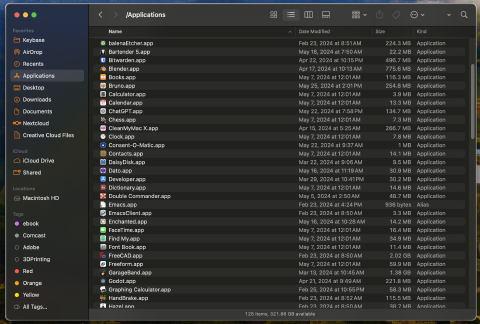 /Applications
Favorites
Keybase
AirDrop
Recents
Applications
Desktop
Downloads
Documents
Nextcloud
Creative Cloud Files
iCloud
iCloud Drive
Shared
Locations
Macintosh HD
Tags
ebook
Comcast
Adobe
3DPrinting
Red
Orange
Yellow
All Tags...
Name Date Modified Size Kind
balenaEtcher.app Feb 23, 2024 at 8:51 AM 224.3 MB Application
Bartender 5.app May 18, 2024 at 7:50 AM 22.2 MB Application
Bitwarden.app Apr 22, 2024 at 10:15 PM 496.7 MB Application
Blender.app Apr 17, 2024 at 10:13 AM 775.8 MB Application
Books.app May 7, 2024 at 12:01 AM 116.3 MB Application
Bruno.app May 25, 2024 at 2:01 PM 254.8 MB Application
Calculator.app May 7, 2024 at 12:01 AM 3.9 MB Application
Calendar.app May 7, 2024 at 12:01 AM 13.3 MB Application
ChatGPT.app May 22, 2024 at 7:58 PM 134.7 MB Application
Chess.app May 7, 2024 at 12:01 AM 7.3 MB Application
CleanMyMac X.app Apr 15, 2024 at 5:25 AM 266.7 MB Application
Clock.app May 7, 2024 at 12:01 AM 7.8 MB Application
Consent-O-Matic.app May 22, 2024 at 9:37 AM 1 MB Application
Contacts.app May 7, 2024 at 12:01 AM 14.1 MB Application
DaisyDisk.app Mar 22, 2024 at 9:06 AM 9.5 MB Application
Dato.app May 16, 2024 at 11:19 AM 30.9 MB Application
Developer.app May 29, 2024 at 10:41 PM 30.2 MB Application
Dictionary.app May 7, 2024 at 12:01 AM 14.6 MB Application
Double Commander.app May 5, 2024 at 2:50 AM 48.7 MB Application
Emacs.app Feb 23, 2024 at 4:24 PM 936 bytes Alias
EmacsClient.app Feb 23, 2024 at 8:50 AM 3.3 MB Application
Enchanted.app May 16, 2024 at 10:29 AM 14.2 MB Application
FaceTime.app May 7, 2024 at 12:01 AM 16.4 MB Application
Find My.app May 7, 2024 at 12:01 AM 34.9 MB Application
Font Book.app May 7, 2024 at 12:01 AM 11.4 MB Application
FreeCAD.app Feb 23, 2024 at 8:50 AM 2.02 GB Application
Freeform.app May 7, 2024 at 12:01 AM 59.9 MB Application
GarageBand.app Mar 13, 2024 at 10:45 AM 1.38 GB Application
Godot.app Apr 21, 2024 at 9:49 AM 221.8 MB Application
Graphing Calculator.app Feb 25, 2024 at 10:55 PM 58.3 MB Application
HandBrake.app Feb 23, 2024 at 8:52 AM 115.5 MB Application
Hazel.app
128 items, 521.86 GB available